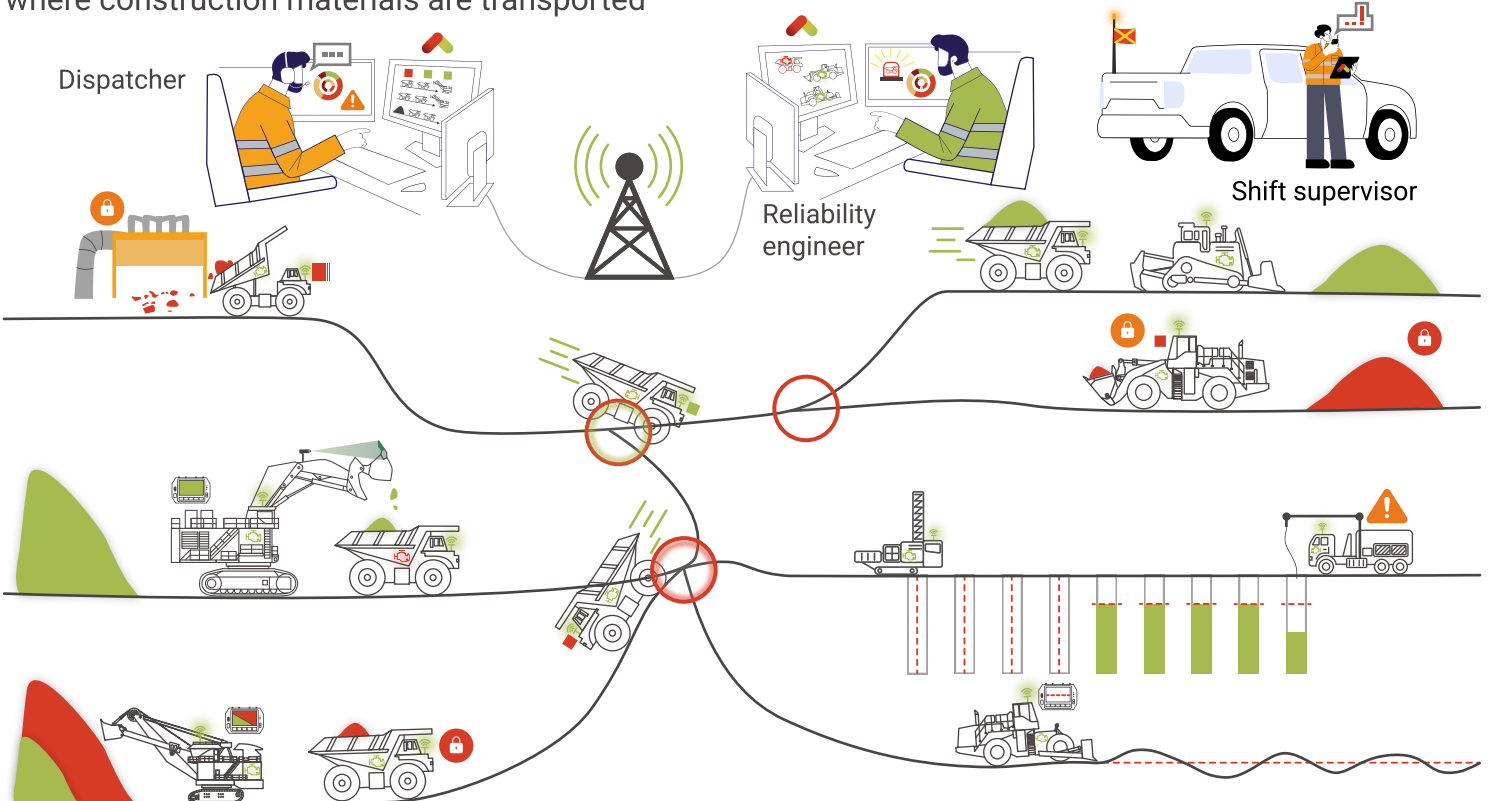 where construction materials are transported
Dispatcher
Reliability
engineer
Shift supervisor